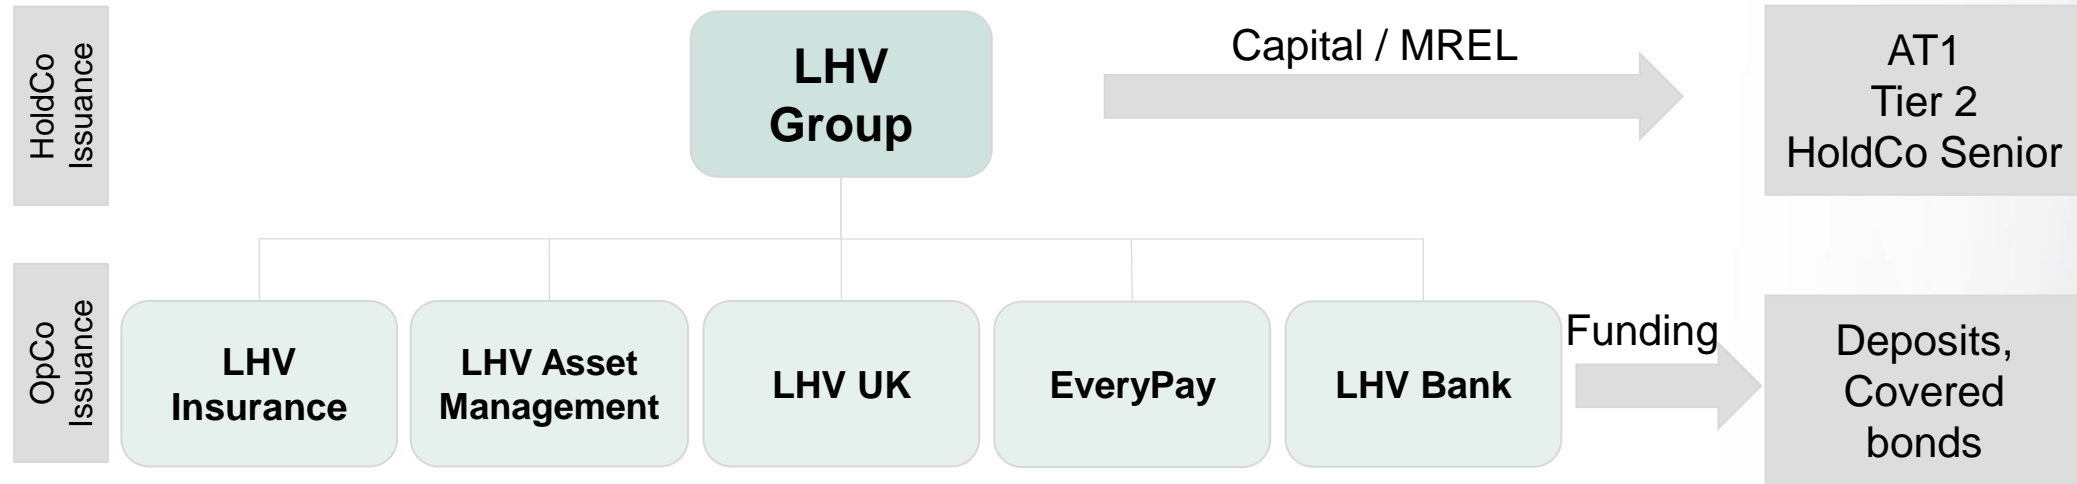 HoldCo
Issuance
LHV
Group
Capital / MREL
AT1
Tier 2
HoldCo Senior
OpCo
Issuance
LHV
Insurance
LHV Asset
Management
LHV UK
EveryPay
LHV Bank
Funding
Deposits,
Covered
bonds